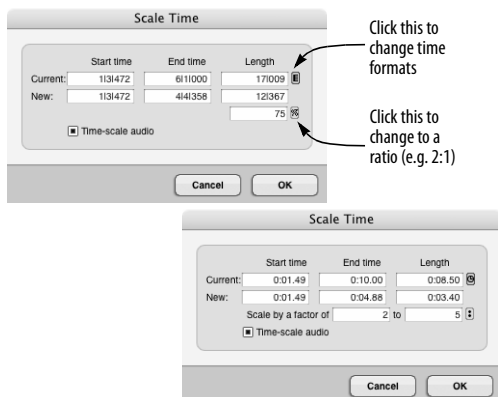 Scale Time
Start time End time Length
Current: 1|3|472 6|1|000 17|009
New: 1|3|472 4|4|358 12|367
75 %
Time-scale audio
Cancel OK
Click this to
change time
formats
Click this to
change to a
ratio (e.g. 2:1)
Scale Time
Start time End time Length
Current: 0:01.49 0:10.00 0:08.50
New: 0:01.49 0:04.88 0:03.40
Scale by a factor of 2 to 5
Time-scale audio
Cancel OK